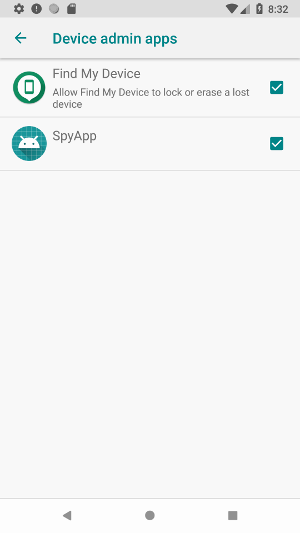 8:32
Device admin apps
Find My Device
Allow Find My Device to lock or erase a lost
device
SpyApp